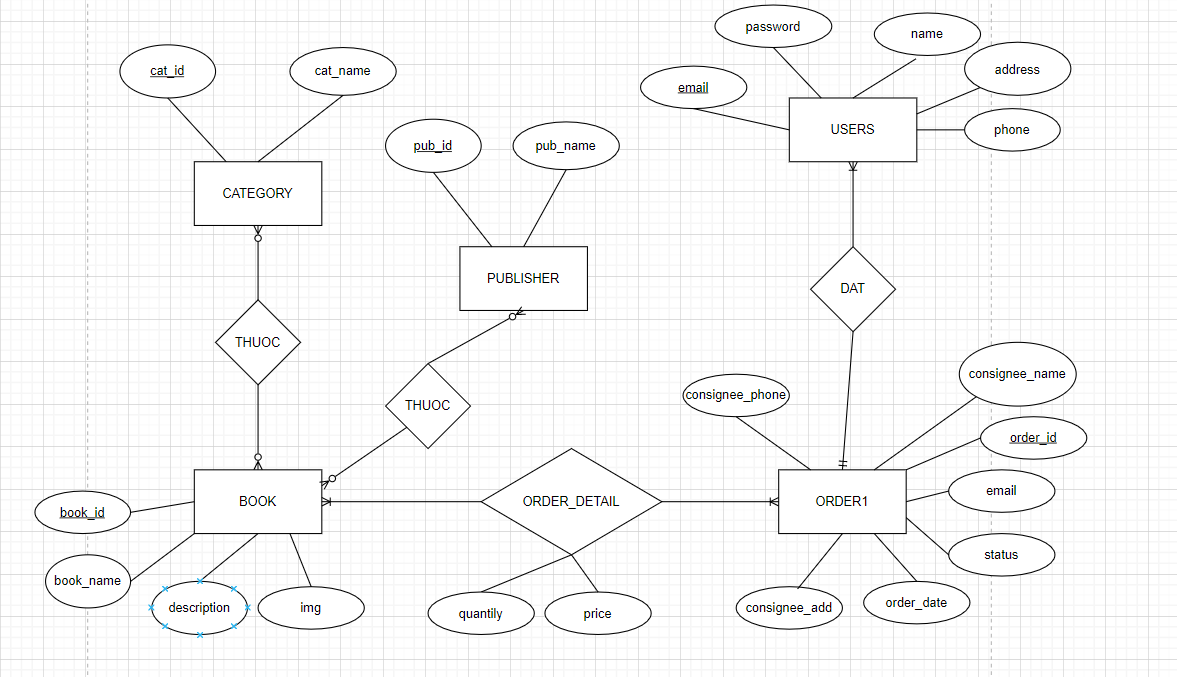 password
name
cat_id
cat_name
address
email
USERS
phone
pub_id
pub_name
CATEGORY
PUBLISHER
DAT
THUOC
consignee_name
consignee_phone
THUOC
order_id
email
BOOK
ORDER_DETAIL
ORDER1
book_id
status
book_name
description
img
quantily
price
consignee_add
order_date